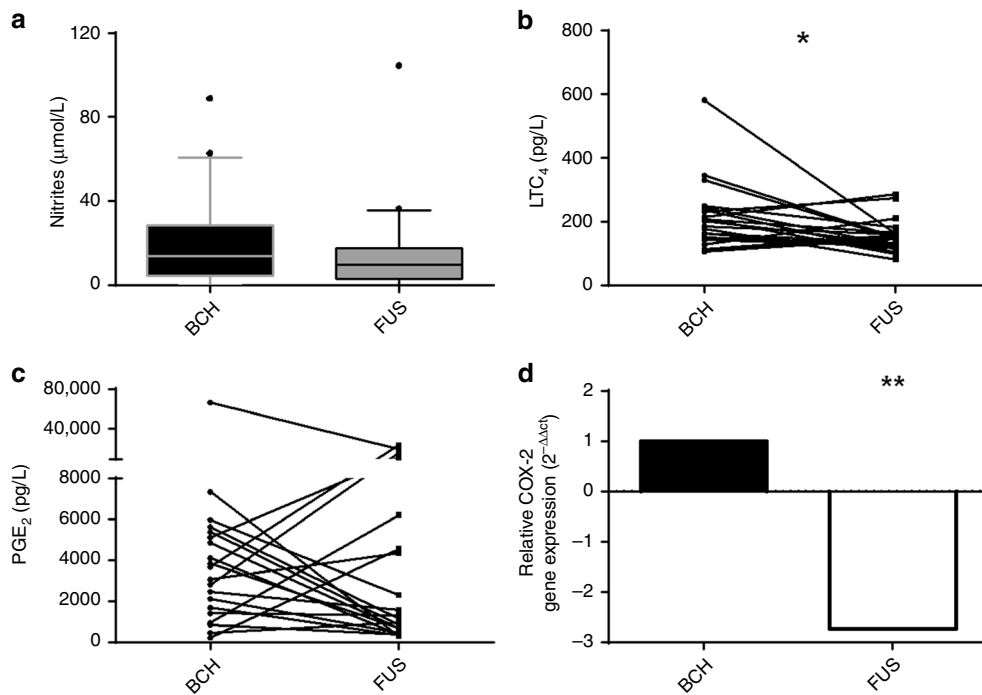 a
120
80
40
0
Nitrites (µmol/L)
BCH
FUS
b
800
600
400
200
0
LTC4 (pg/L)
*
BCH
FUS
c
80,000
40,000
8000
6000
4000
2000
0
PGE2 (pg/L)
BCH
FUS
d
2
1
0
−1
−2
−3
Relative COX-2
gene expression (2−ΔΔct)
**
BCH
FUS